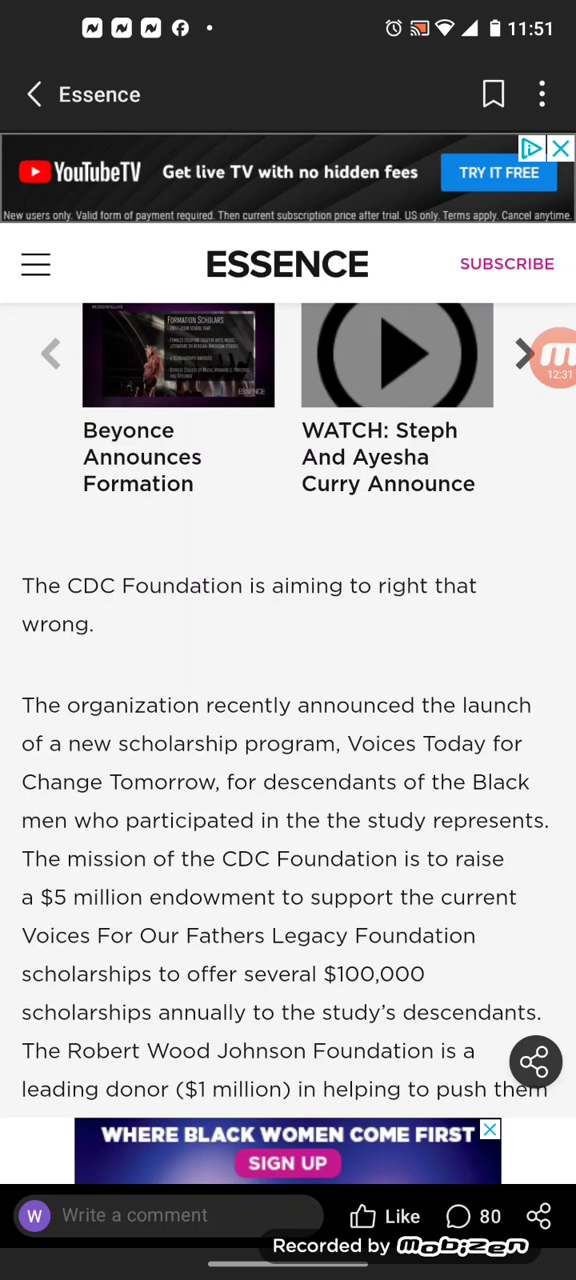 11:51
Essence
YouTubeTV Get live TV with no hidden fees TRY IT FREE
New users only. Valid form of payment required. Then current subscription price after trial. US only. Terms apply. Cancel anytime.
ESSENCE SUBSCRIBE
FORMATION SCHOLARS
ESSENCE
12:31
Beyonce
Announces
Formation
WATCH: Steph
And Ayesha
Curry Announce
The CDC Foundation is aiming to right that
wrong.
The organization recently announced the launch
of a new scholarship program, Voices Today for
Change Tomorrow, for descendants of the Black
men who participated in the the study represents.
The mission of the CDC Foundation is to raise
a $5 million endowment to support the current
Voices For Our Fathers Legacy Foundation
scholarships to offer several $100,000
scholarships annually to the study’s descendants.
The Robert Wood Johnson Foundation is a
leading donor ($1 million) in helping to push them
WHERE BLACK WOMEN COME FIRST
SIGN UP
W Write a comment Like 80
Recorded by mobizen